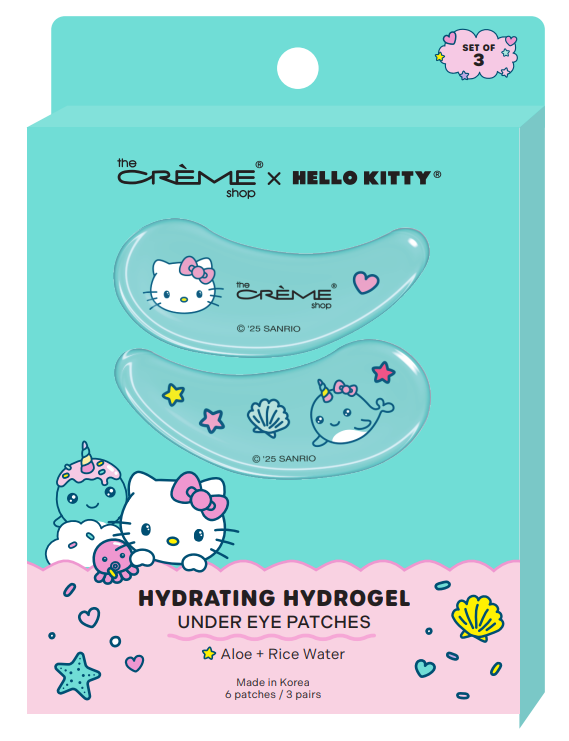 SET OF
3
the
CRÈME® x HELLO KITTY®
shop
the
CRÈME®
shop
© '25 SANRIO
© '25 SANRIO
HYDRATING HYDROGEL
UNDER EYE PATCHES
Aloe + Rice Water
Made in Korea
6 patches / 3 pairs